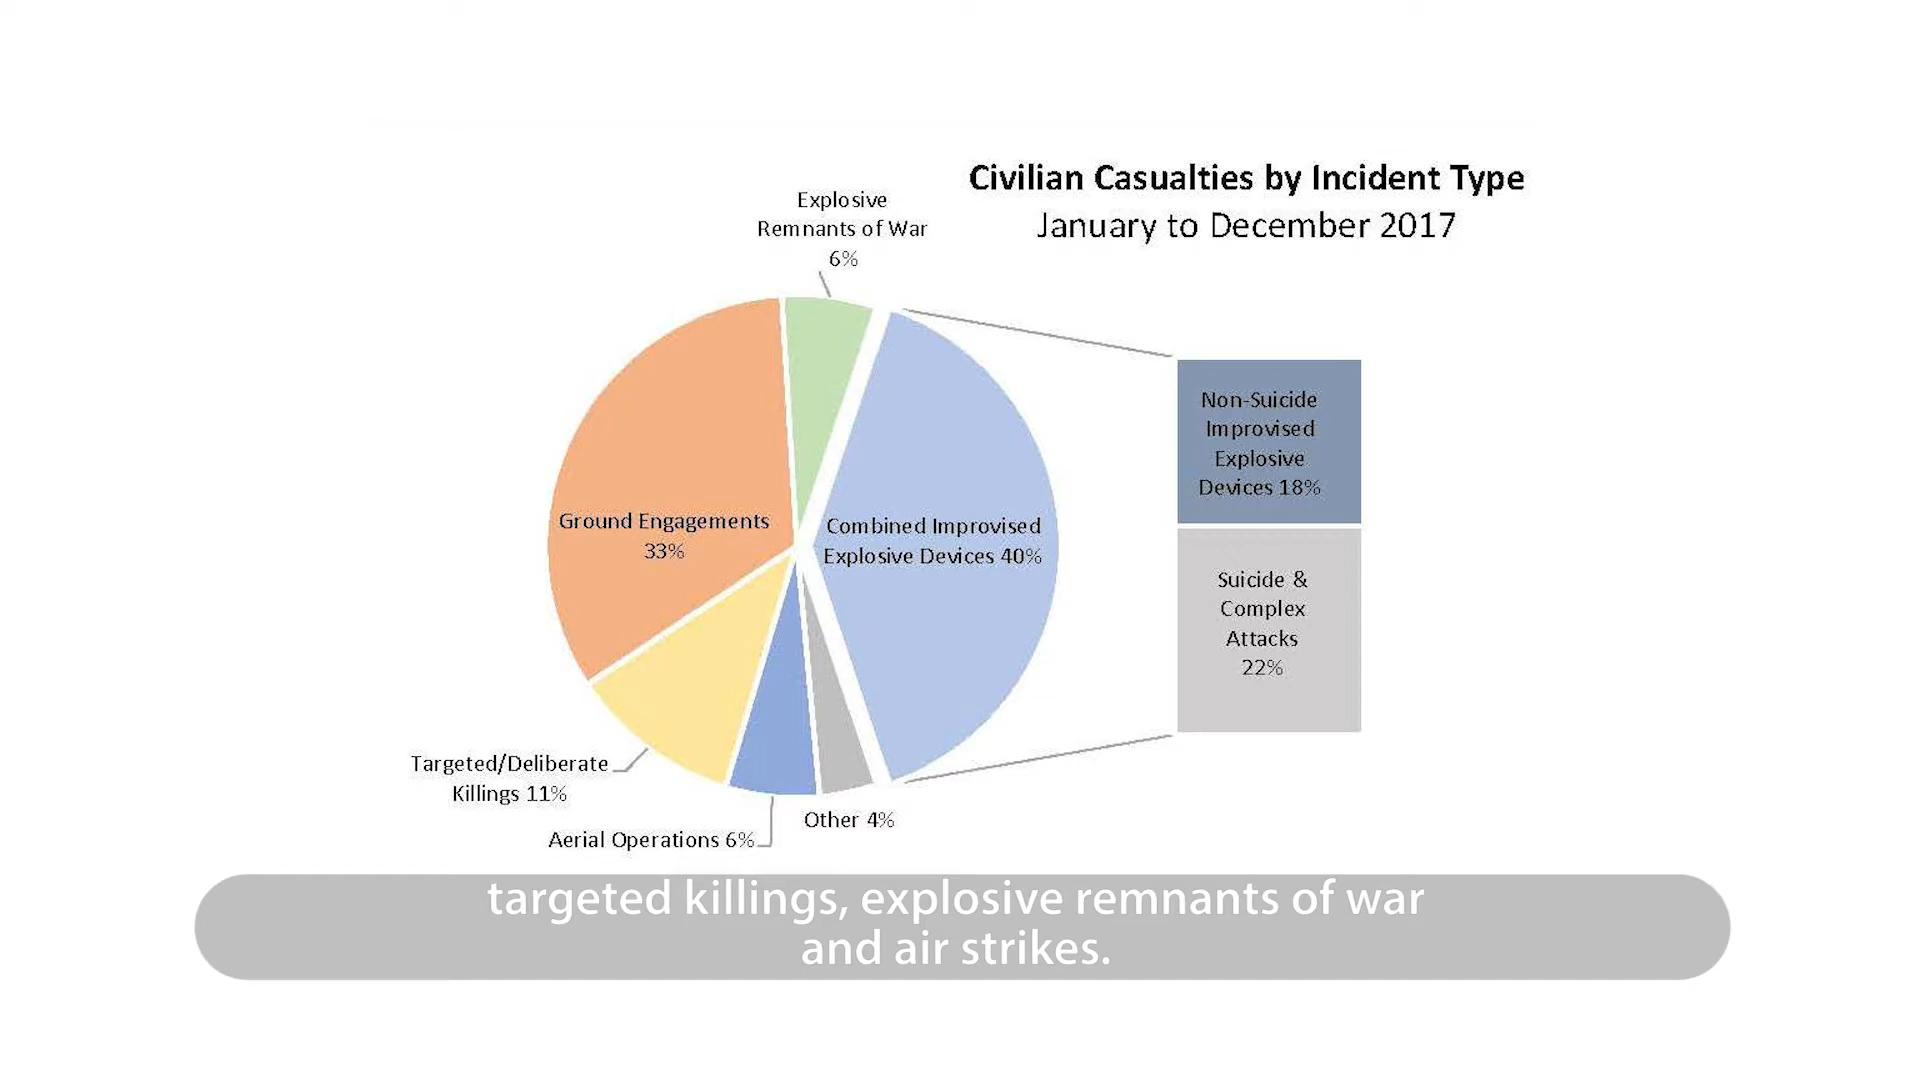 Civilian Casualties by Incident Type
January to December 2017
Explosive
Remnants of War
6%
Ground Engagements
33%
Combined Improvised
Explosive Devices 40%
Non-Suicide
Improvised
Explosive
Devices 18%
Suicide &
Complex
Attacks
22%
Targeted/Deliberate
Killings 11%
Aerial Operations 6%
Other 4%
targeted killings, explosive remnants of war
and air strikes.